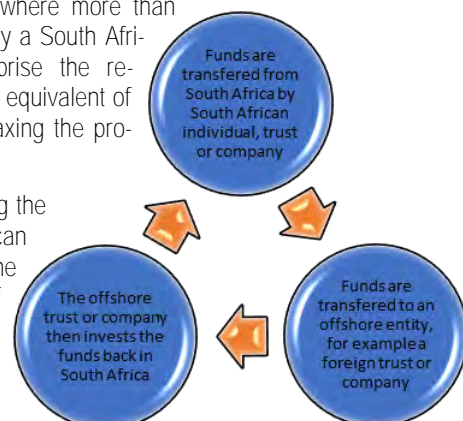 where more than
y a South Afri-
prise the re-
equivalent of
axing the pro-
g the
can
ne
Funds are
transfered from
South Africa by
South African
individual, trust
or company
Funds are
transfered to an
offshore entity,
for example a
foreign trust or
company
The offshore
trust or company
then invests the
funds back in
South Africa